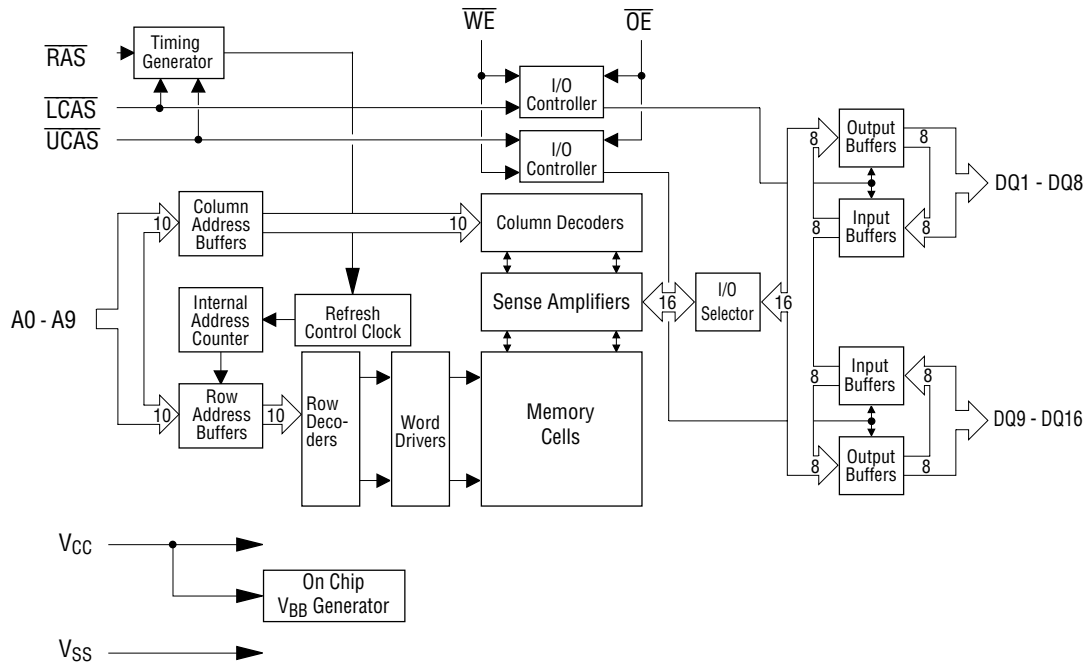 WE
OE
Timing
Generator
RAS
I/O
Controller
LCAS
UCAS
I/O
Controller
Output
Buffers
8
8
DQ1 - DQ8
Column
Address
Buffers
10
10
Column Decoders
Input
Buffers
8
8
A0 - A9
Internal
Address
Counter
Refresh
Control Clock
Sense Amplifiers
16
I/O
Selector
16
Row
Address
Buffers
10
10
Row
Deco-
ders
Word
Drivers
Memory
Cells
Input
Buffers
8
8
DQ9 - DQ16
Output
Buffers
8
8
VCC
On Chip
VBB Generator
VSS